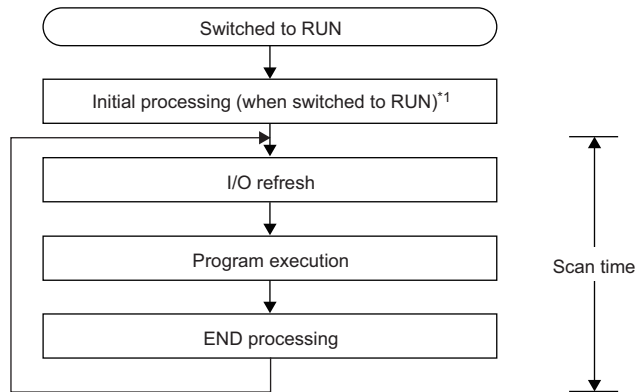 Switched to RUN
Initial processing (when switched to RUN)*1
I/O refresh
Program execution
Scan time
END processing